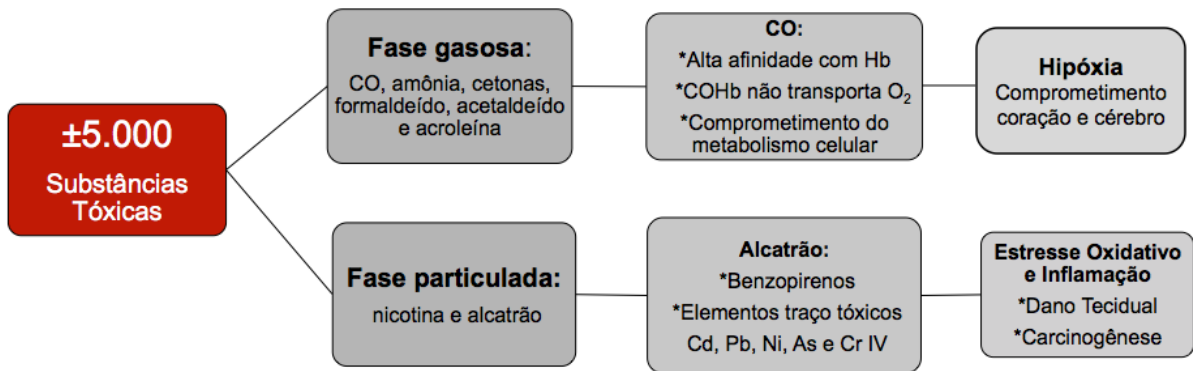 ±5.000
Substâncias
Tóxicas
Fase gasosa:
CO, amônia, cetonas,
formaldeído, acetaldeído
e acroleína
CO:
*Alta afinidade com Hb
*COHb não transporta O₂
*Comprometimento do
metabolismo celular
Hipóxia
Comprometimento
coração e cérebro
Fase particulada:
nicotina e alcatrão
Alcatrão:
*Benzopirenos
*Elementos traço tóxicos
Cd, Pb, Ni, As e Cr IV
Estresse Oxidativo
e Inflamação
*Dano Tecidual
*Carcinogênese